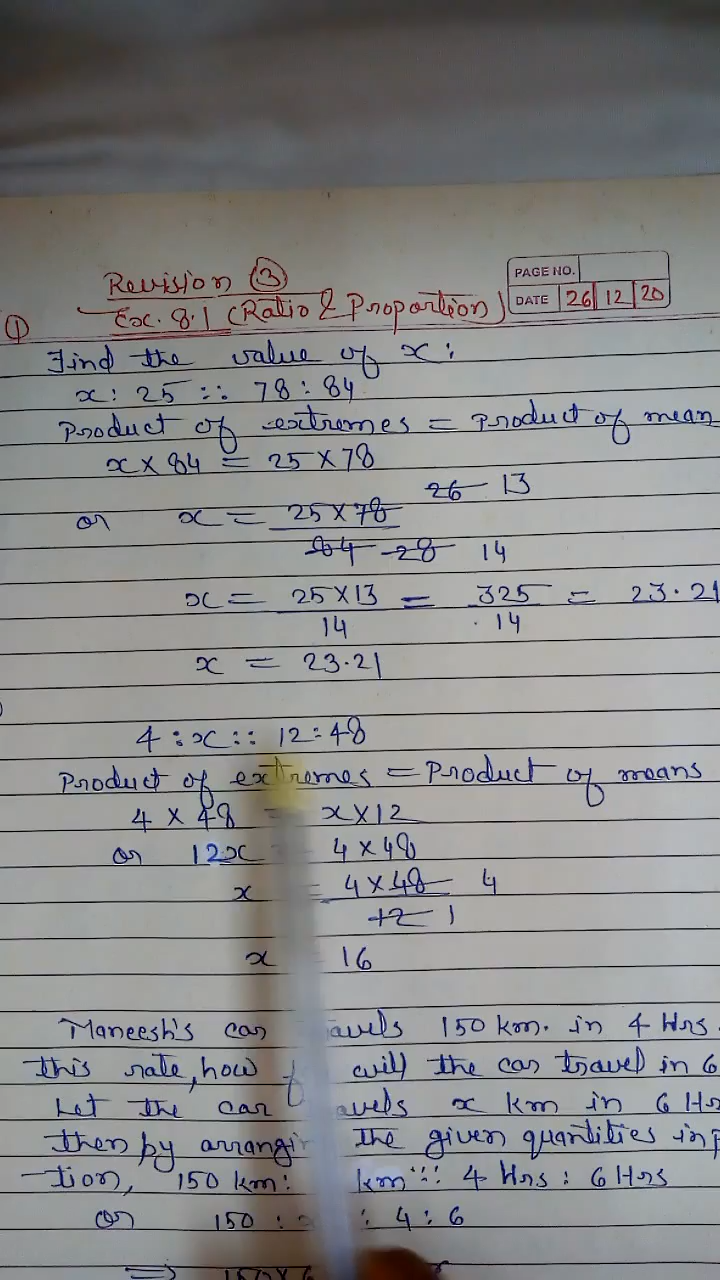 Revision ③
PAGE NO.
DATE 26 12 20
① Exc. 8.1 (Ratio & Proportion)
Find the value of x:
x : 25 :: 78 : 84
Product of extremes = Product of mean
x × 84 = 25 × 78
26 13
or x = 25 × 78
84 28 14
x = 25 × 13 = 325 = 23.21
14 14
x = 23.21
4 : x :: 12 : 48
Product of extremes = Product of means
4 × 48 = x × 12
or 12x 4 × 48
x = 4 × 48 4
12 1
x 16
Maneesh's car 150 km. in 4 Hrs.
this rate, how will the car travel in 6
Let the car x km in 6 Hrs
then by the given quantities in
tion, 150 km: km :: 4 Hrs : 6 Hrs
or 150 : : 4 : 6